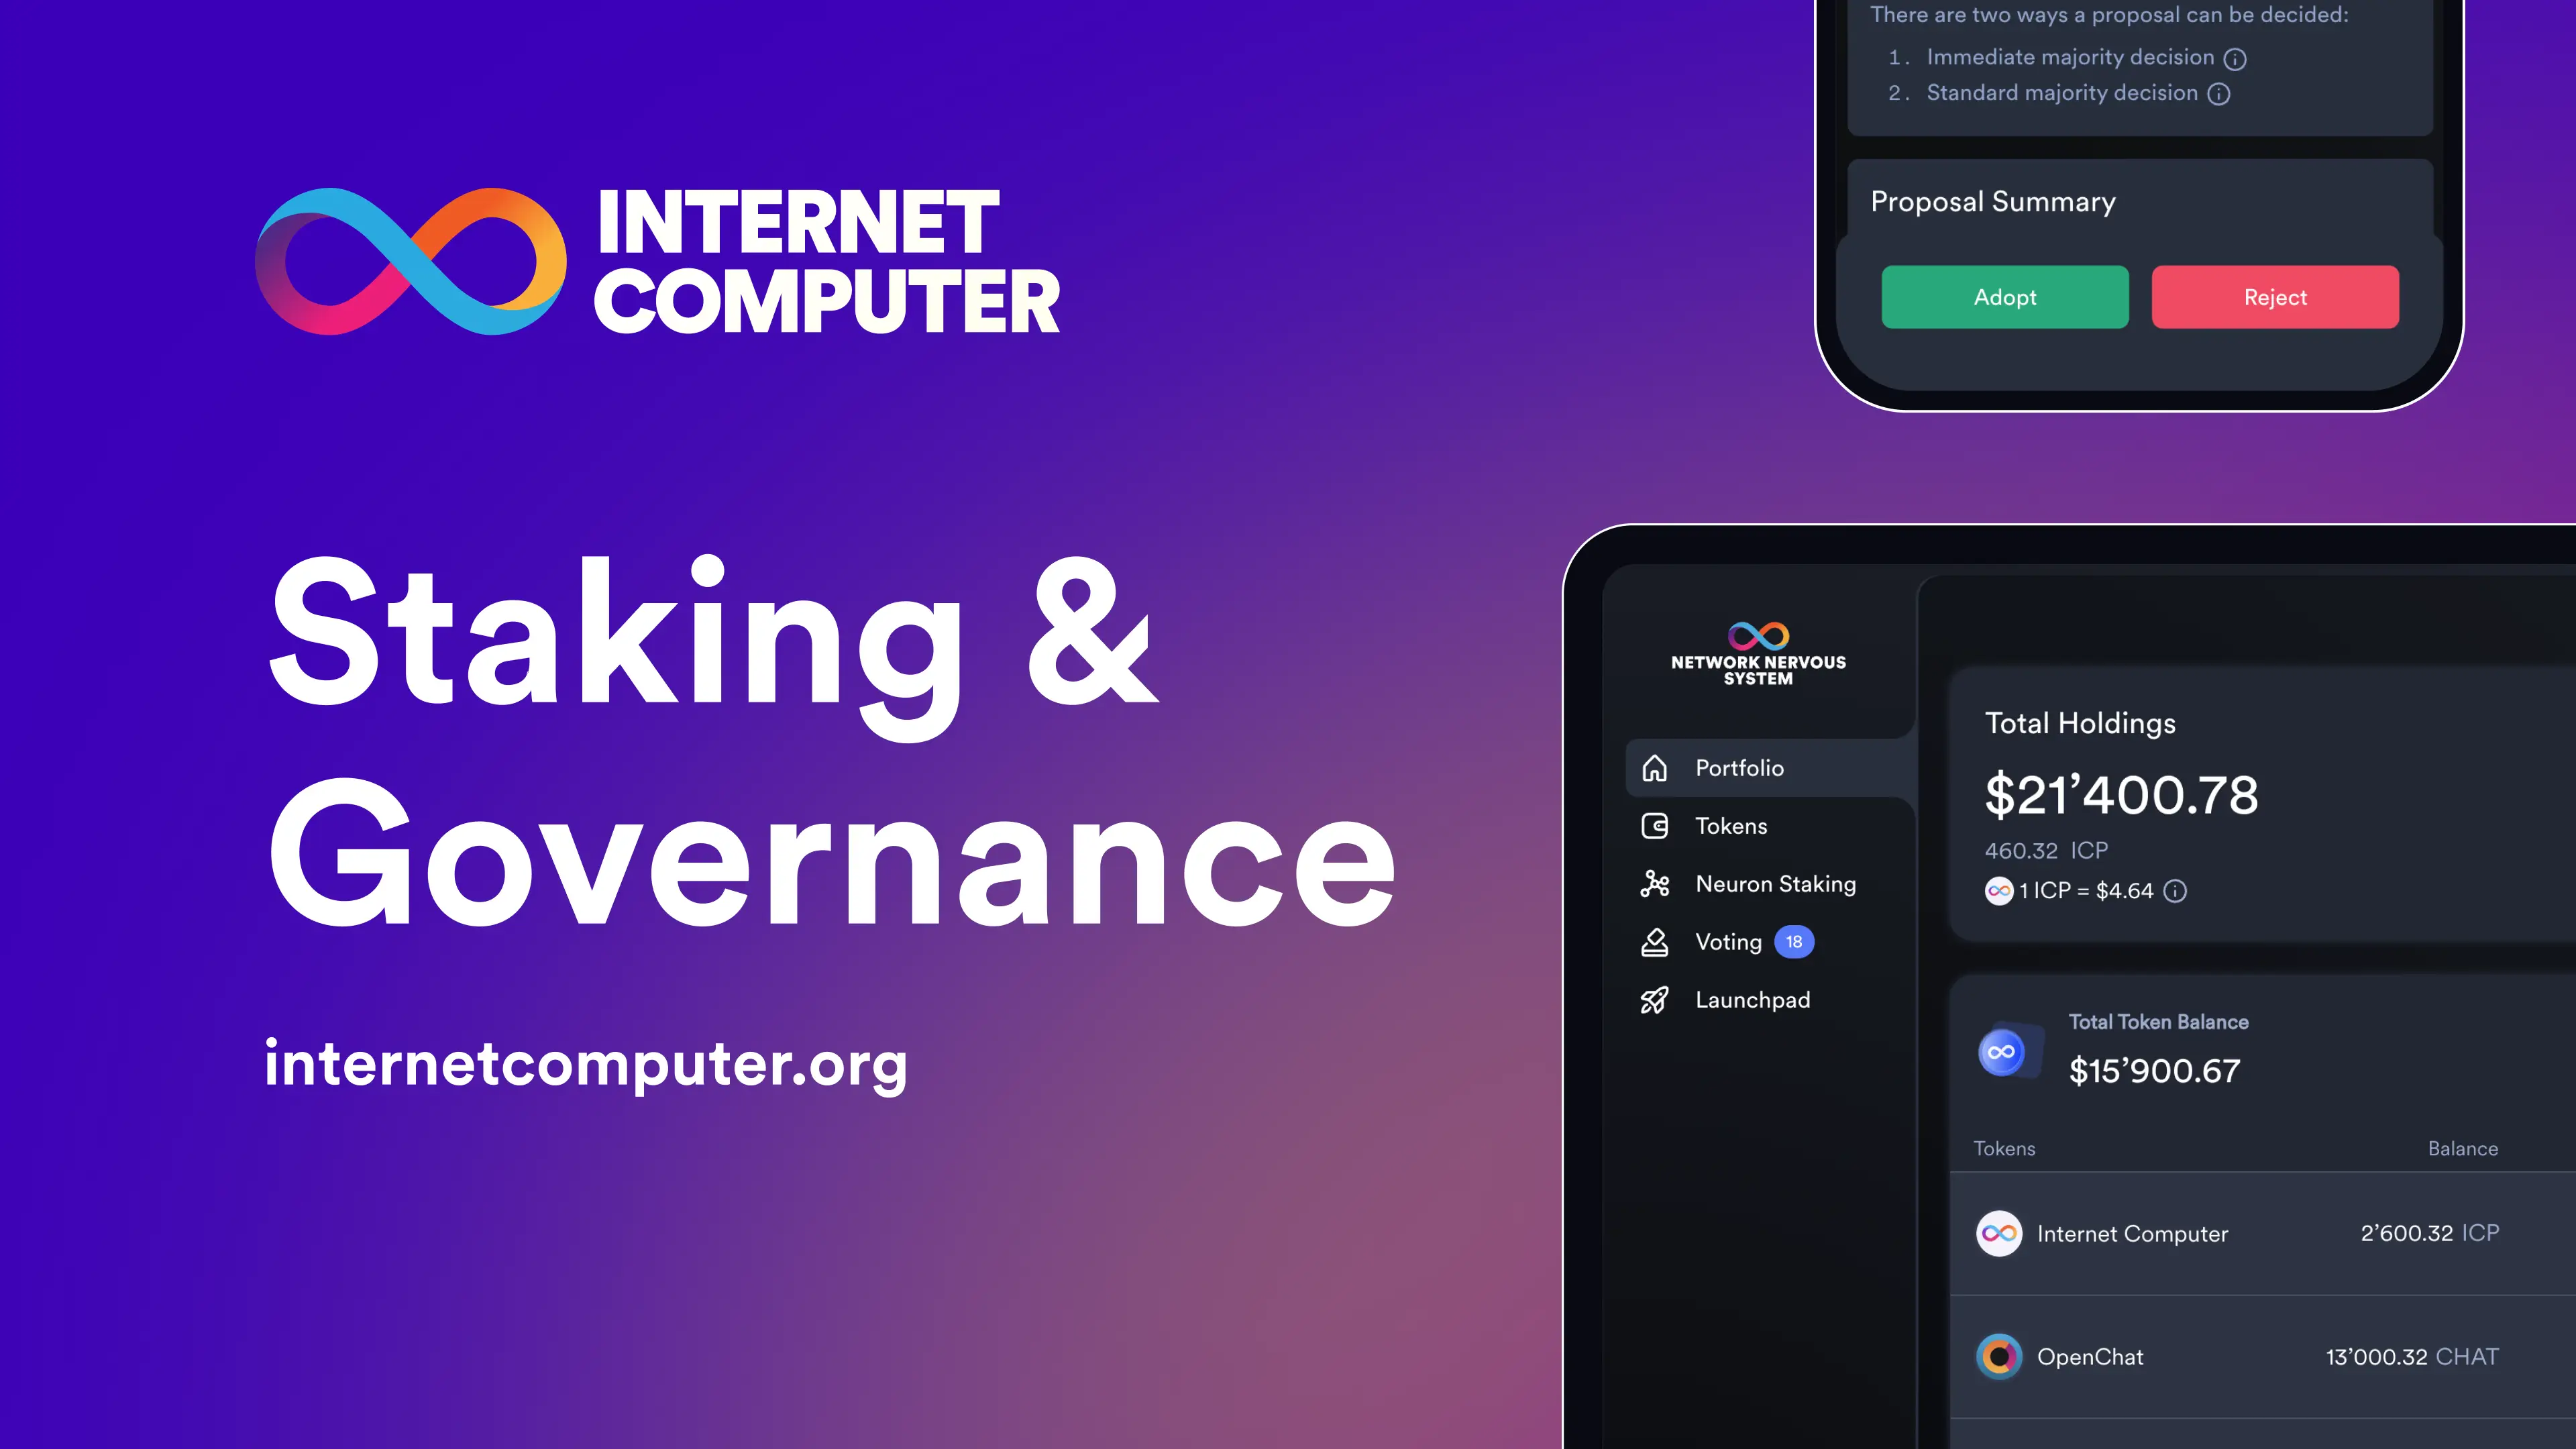 INTERNET
COMPUTER
Staking &
Governance
internetcomputer.org
There are two ways a proposal can be decided:
1. Immediate majority decision
2. Standard majority decision
Proposal Summary
Adopt
Reject
NETWORK NERVOUS
SYSTEM
Portfolio
Tokens
Neuron Staking
Voting 18
Launchpad
Total Holdings
$21’400.78
460.32 ICP
1 ICP = $4.64
Total Token Balance
$15’900.67
Tokens Balance
Internet Computer 2’600.32 ICP
OpenChat 13’000.32 CHAT